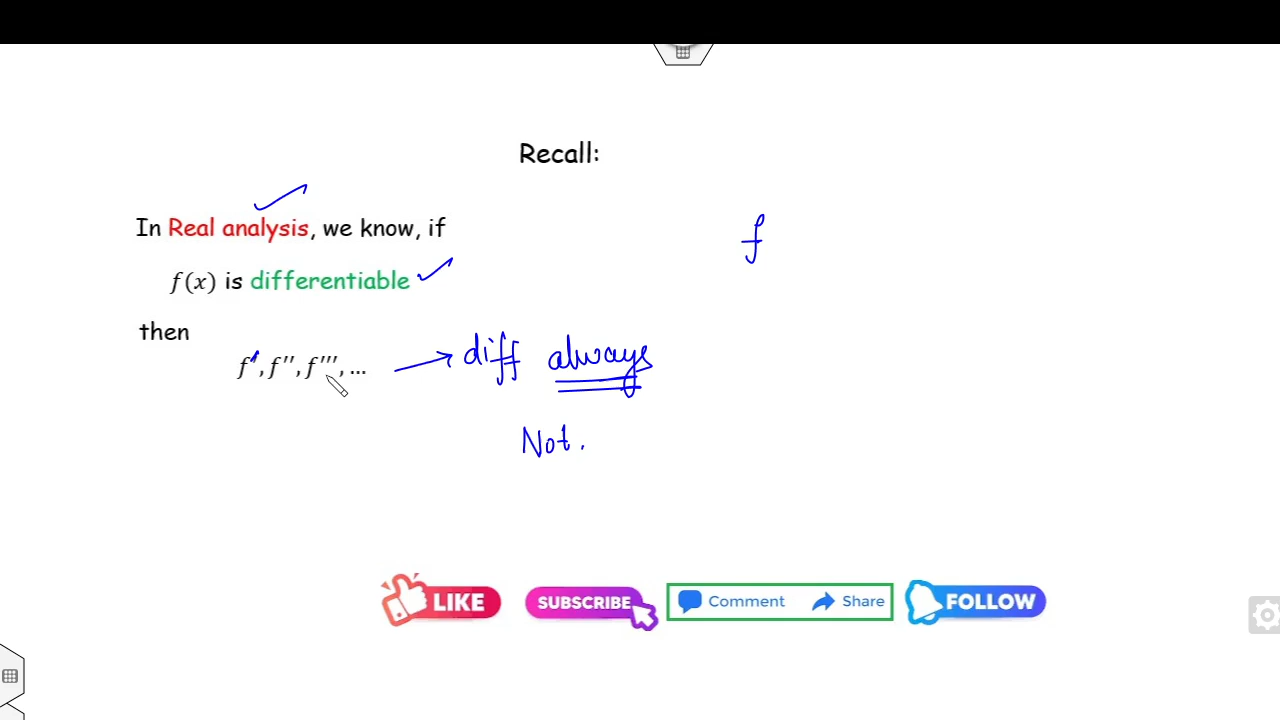 Recall:
In Real analysis, we know, if
f
f(x) is differentiable
then
f′, f′′, f′′′, ... → diff always
Not.
LIKE
SUBSCRIBE
Comment Share
FOLLOW